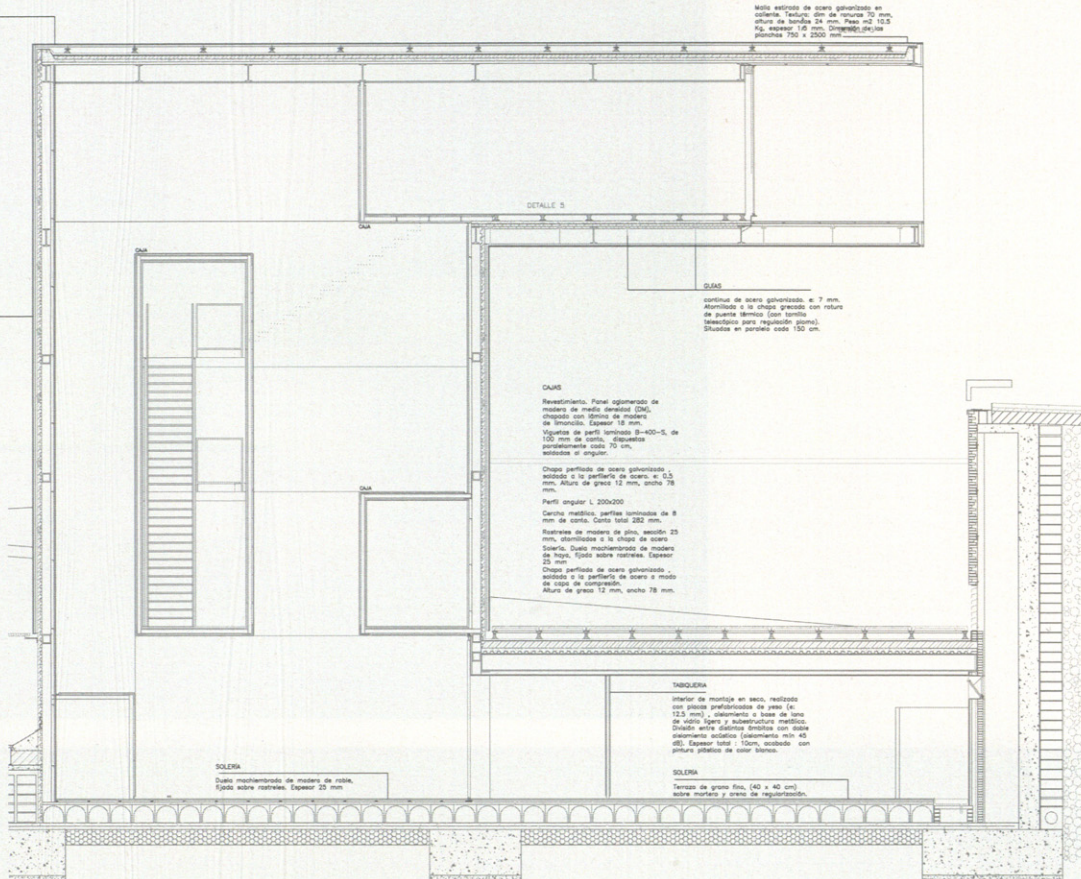 Malla estirada de acero galvanizado en
caliente. Textura: dim de ranuras 70 mm,
altura de bandas 24 mm. Peso m2 10.5
Kg, espesor 1.6 mm. Dimensión de las
planchas 750 x 2500 mm
DETALLE 5
CAJA
CAJA
GUÍAS
continua de acero galvanizado. e: 7 mm.
Atornillada a la chapa grecada con rotura
de puente térmico (con tornillo
telescópico para regulación plomo).
Situadas en paralelo cada 150 cm.
CAJAS
Revestimiento. Panel aglomerado de
madera de media densidad (DM),
chapado con lámina de madera
de limoncillo. Espesor 18 mm.
Viguetas de perfil laminado B-400-S, de
100 mm de canto, dispuestas
paralelamente cada 70 cm,
soldadas al angular.
Chapa perfilada de acero galvanizado ,
soldada a la perfilería de acero. e: 0.5
mm. Altura de greca 12 mm, ancho 78
mm.
Perfil angular L 200x200
Cercha metálica. perfiles laminados de 8
mm de canto. Canto total 282 mm.
Rastreles de madera de pino, sección 25
mm, atornillados a la chapa de acero
Solería. Duela machiembrada de madera
de haya, fijada sobre rastreles. Espesor
25 mm
Chapa perfilada de acero galvanizado ,
soldada a la perfilería de acero a modo
de capa de compresión.
Altura de greca 12 mm, ancho 78 mm.
CAJA
TABIQUERIA
interior de montaje en seco, realizada
con placas prefabricadas de yeso (e:
12.5 mm) , aislamiento a base de lana
de vidrio ligero y subestructura metálica.
División entre distintos ámbitos con doble
aislamiento acústico (aislamiento mín 45
dB). Espesor total : 10cm, acabado con
pintura plástica de color blanco.
SOLERÍA
Duela machiembrada de madera de roble,
fijada sobre rastreles. Espesor 25 mm
SOLERÍA
Terrazo de grano fino, (40 x 40 cm)
sobre mortero y arena de regularización.